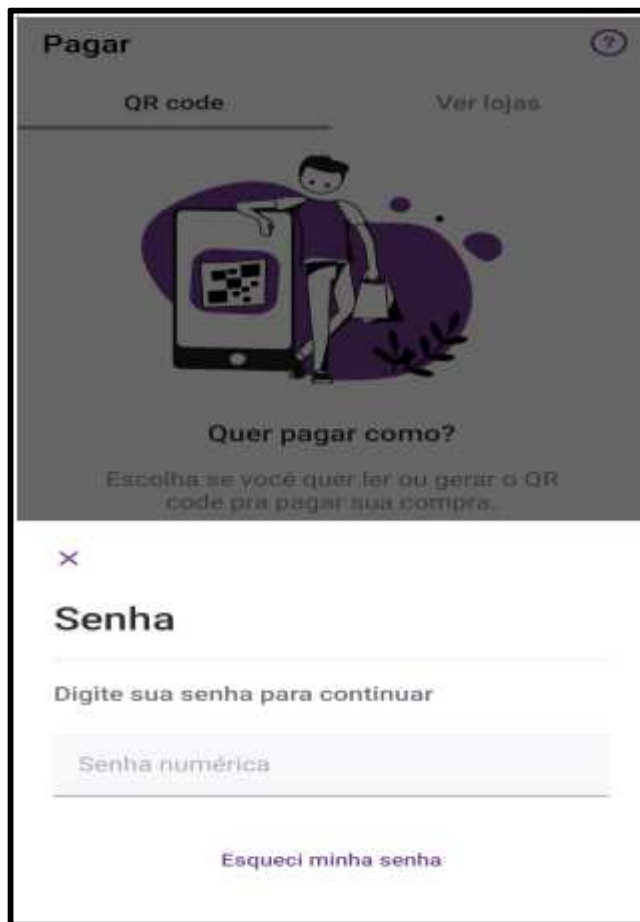 Pagar
?
QR code
Ver lojas
Quer pagar como?
Escolha se você quer ler ou gerar o QR
code pra pagar sua compra.
×
Senha
Digite sua senha para continuar
Senha numérica
Esqueci minha senha